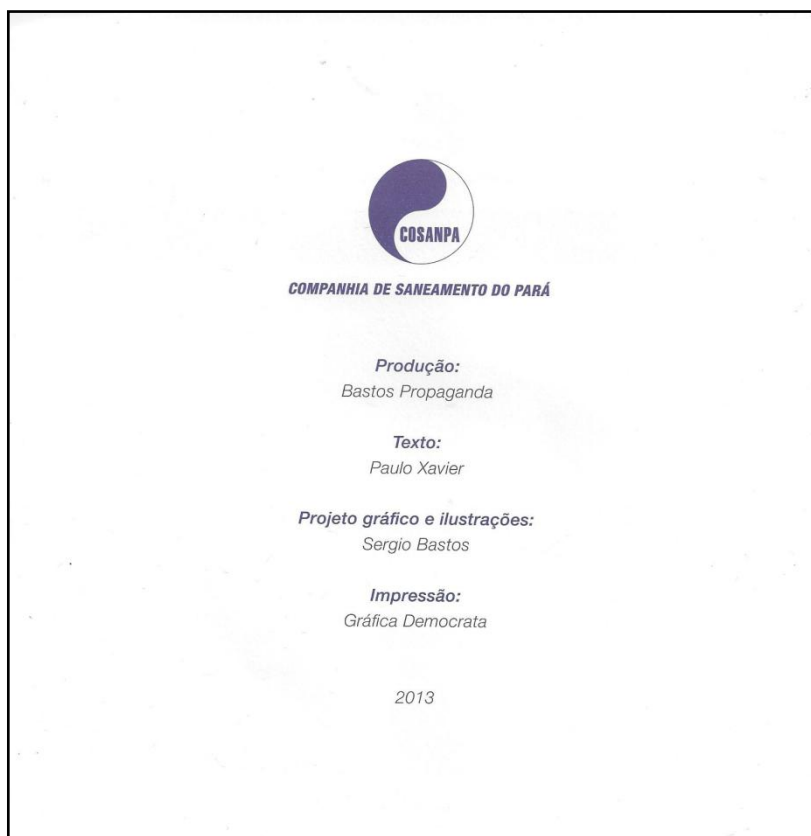 COSANPA
COMPANHIA DE SANEAMENTO DO PARÁ
Produção:
Bastos Propaganda
Texto:
Paulo Xavier
Projeto gráfico e ilustrações:
Sergio Bastos
Impressão:
Gráfica Democrata
2013